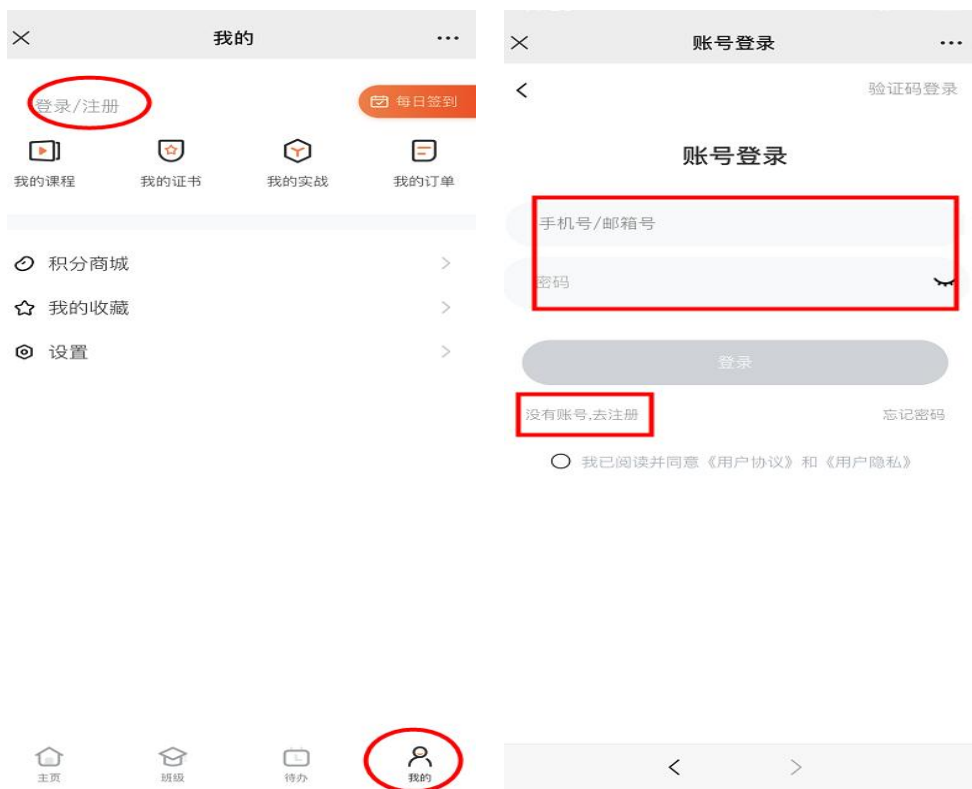 我的
登录/注册
每日签到
我的课程
我的证书
我的实战
我的订单
积分商城
我的收藏
设置
主页
班级
待办
我的
账号登录
验证码登录
账号登录
手机号/邮箱号
密码
登录
没有账号,去注册
忘记密码
我已阅读并同意《用户协议》和《用户隐私》